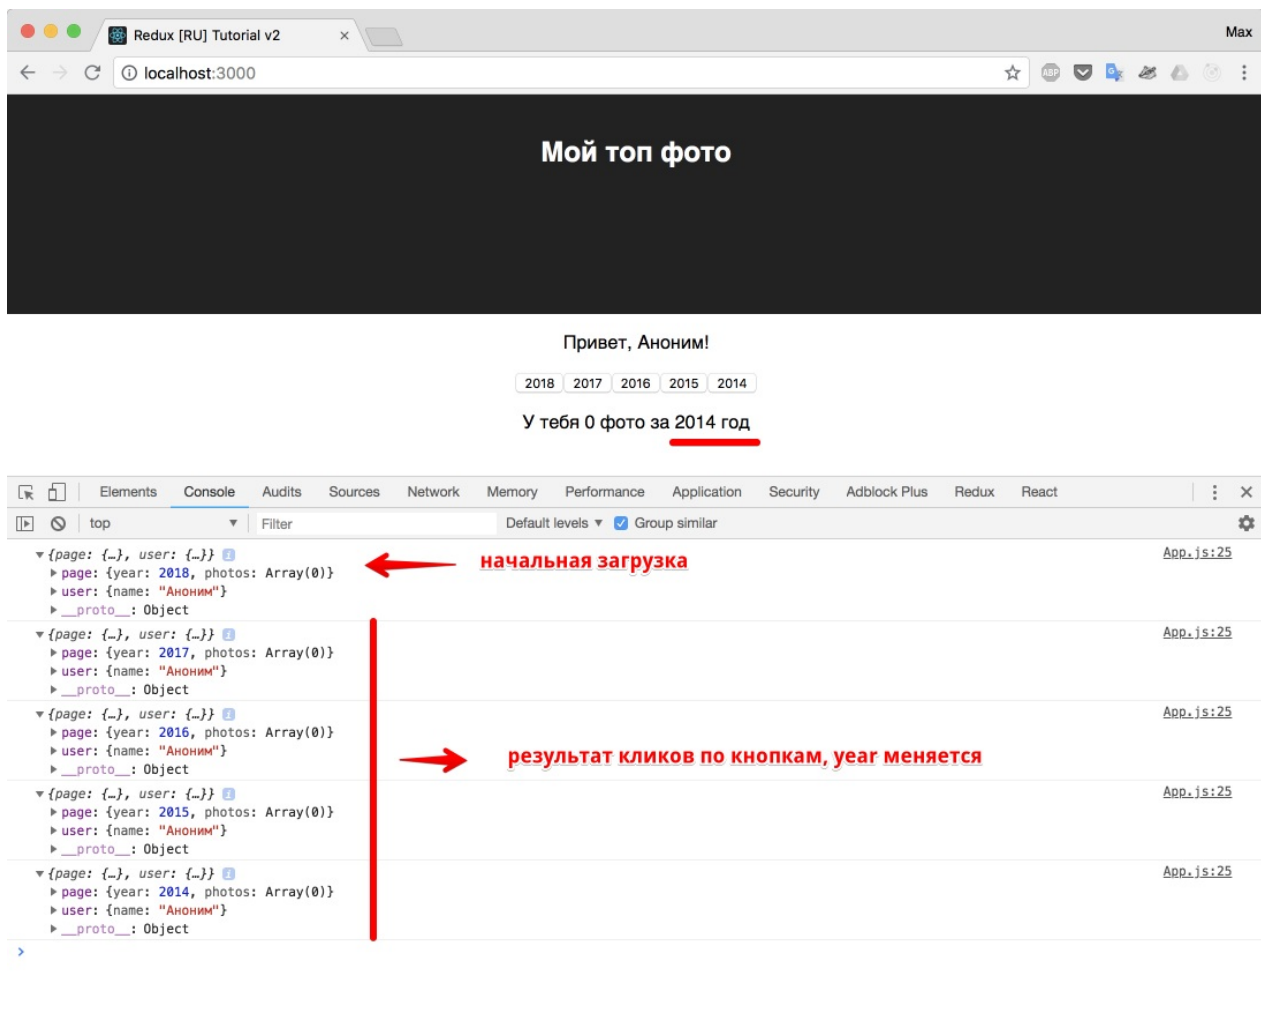 Redux [RU] Tutorial v2
Max
localhost:3000
ABP
Мой топ фото
Привет, Аноним!
2018 2017 2016 2015 2014
У тебя 0 фото за 2014 год
Elements Console Audits Sources Network Memory Performance Application Security Adblock Plus Redux React
top Filter Default levels Group similar
{page: {…}, user: {…}} App.js:25
начальная загрузка
page: {year: 2018, photos: Array(0)}
user: {name: "Аноним"}
__proto__: Object
{page: {…}, user: {…}} App.js:25
page: {year: 2017, photos: Array(0)}
user: {name: "Аноним"}
__proto__: Object
{page: {…}, user: {…}} App.js:25
page: {year: 2016, photos: Array(0)}
user: {name: "Аноним"}
результат кликов по кнопкам, year меняется
__proto__: Object
{page: {…}, user: {…}} App.js:25
page: {year: 2015, photos: Array(0)}
user: {name: "Аноним"}
__proto__: Object
{page: {…}, user: {…}} App.js:25
page: {year: 2014, photos: Array(0)}
user: {name: "Аноним"}
__proto__: Object